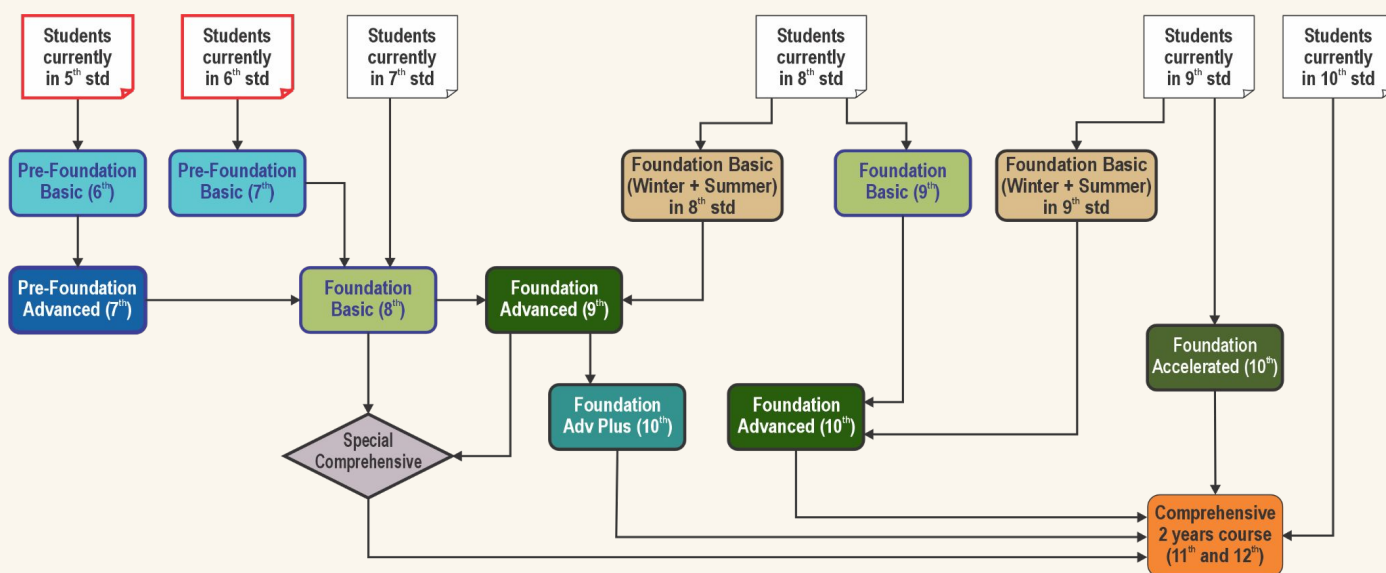 Students
currently
in 5th std
Students
currently
in 6th std
Students
currently
in 7th std
Students
currently
in 8th std
Students
currently
in 9th std
Students
currently
in 10th std
Pre-Foundation
Basic (6th)
Pre-Foundation
Basic (7th)
Foundation Basic
(Winter + Summer)
in 8th std
Foundation
Basic (9th)
Foundation Basic
(Winter + Summer)
in 9th std
Pre-Foundation
Advanced (7th)
Foundation
Basic (8th)
Foundation
Advanced (9th)
Foundation
Accelerated (10th)
Special
Comprehensive
Foundation
Adv Plus (10th)
Foundation
Advanced (10th)
Comprehensive
2 years course
(11th and 12th)